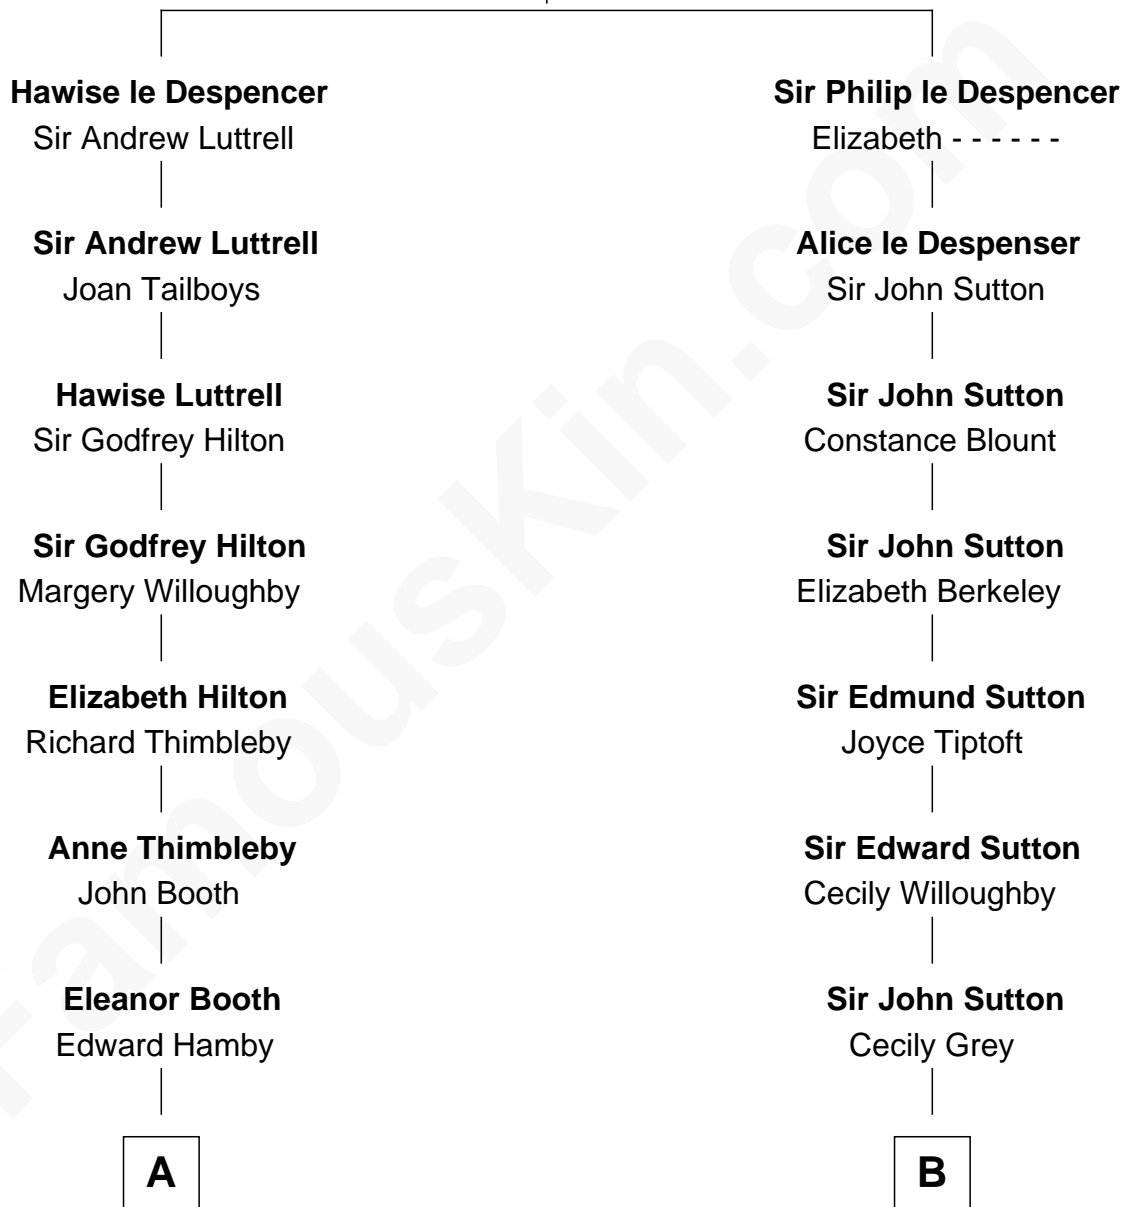 Hawise le Despencer
Sir Andrew Luttrell
Sir Andrew Luttrell
Joan Tailboys
Hawise Luttrell
Sir Godfrey Hilton
Sir Godfrey Hilton
Margery Willoughby
Elizabeth Hilton
Richard Thimbleby
Anne Thimbleby
John Booth
Eleanor Booth
Edward Hamby
A
Sir Philip le Despencer
Elizabeth - - - - - -
Alice le Despenser
Sir John Sutton
Sir John Sutton
Constance Blount
Sir John Sutton
Elizabeth Berkeley
Sir Edmund Sutton
Joyce Tiptoft
Sir Edward Sutton
Cecily Willoughby
Sir John Sutton
Cecily Grey
B
FamousKin.com